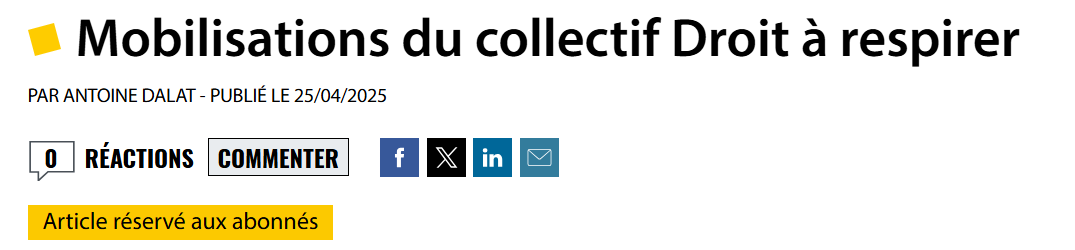 Mobilisations du collectif Droit à respirer
PAR ANTOINE DALAT - PUBLIÉ LE 25/04/2025
0 RÉACTIONS COMMENTER f X in
Article réservé aux abonnés